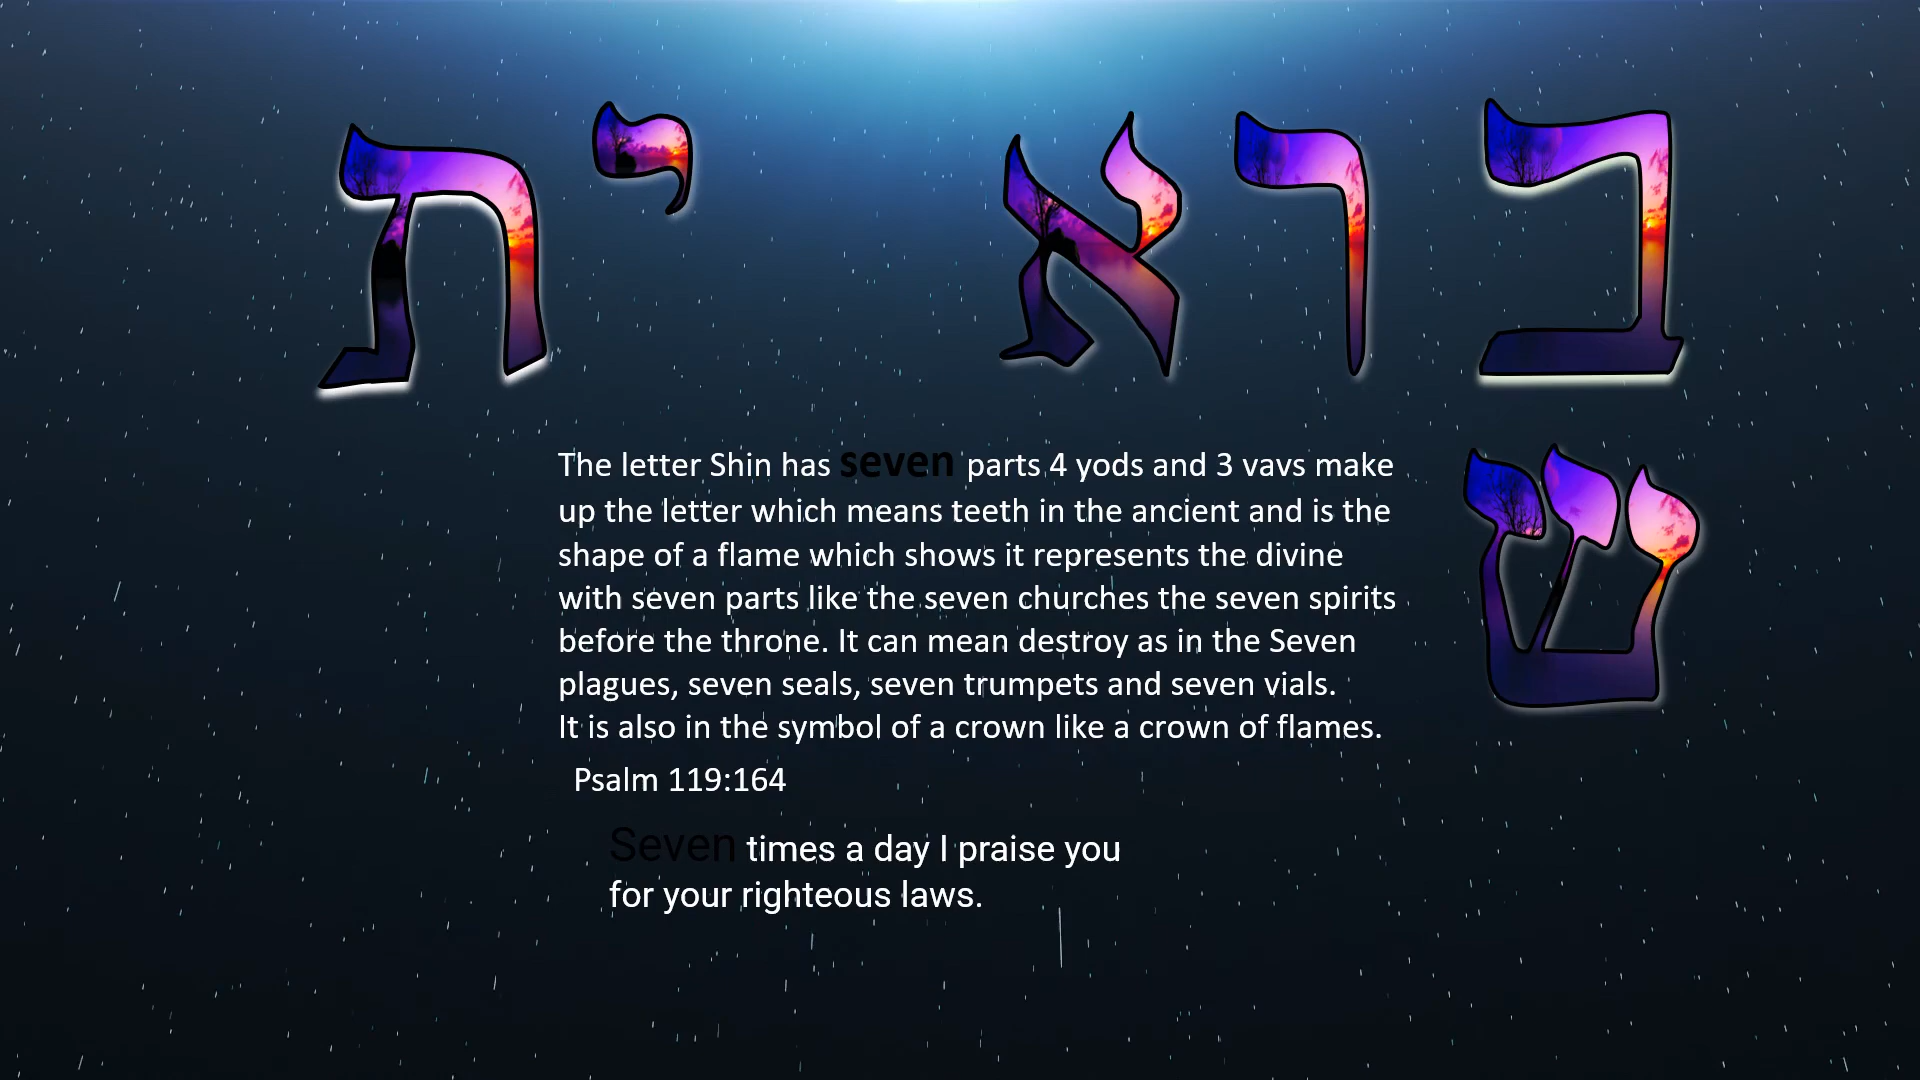 ברא ית
The letter Shin has seven parts 4 yods and 3 vavs make
ש
up the letter which means teeth in the ancient and is the
shape of a flame which shows it represents the divine
with seven parts like the seven churches the seven spirits
before the throne. It can mean destroy as in the Seven
plagues, seven seals, seven trumpets and seven vials.
It is also in the symbol of a crown like a crown of flames.
Psalm 119:164
Seven times a day I praise you
for your righteous laws.